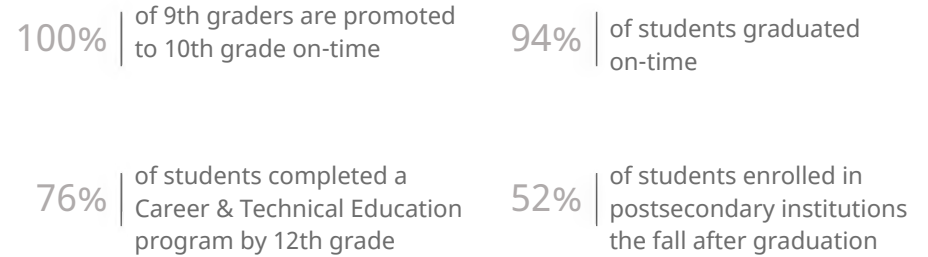 100%
of 9th graders are promoted
to 10th grade on-time
94%
of students graduated
on-time
76%
of students completed a
Career & Technical Education
program by 12th grade
52%
of students enrolled in
postsecondary institutions
the fall after graduation